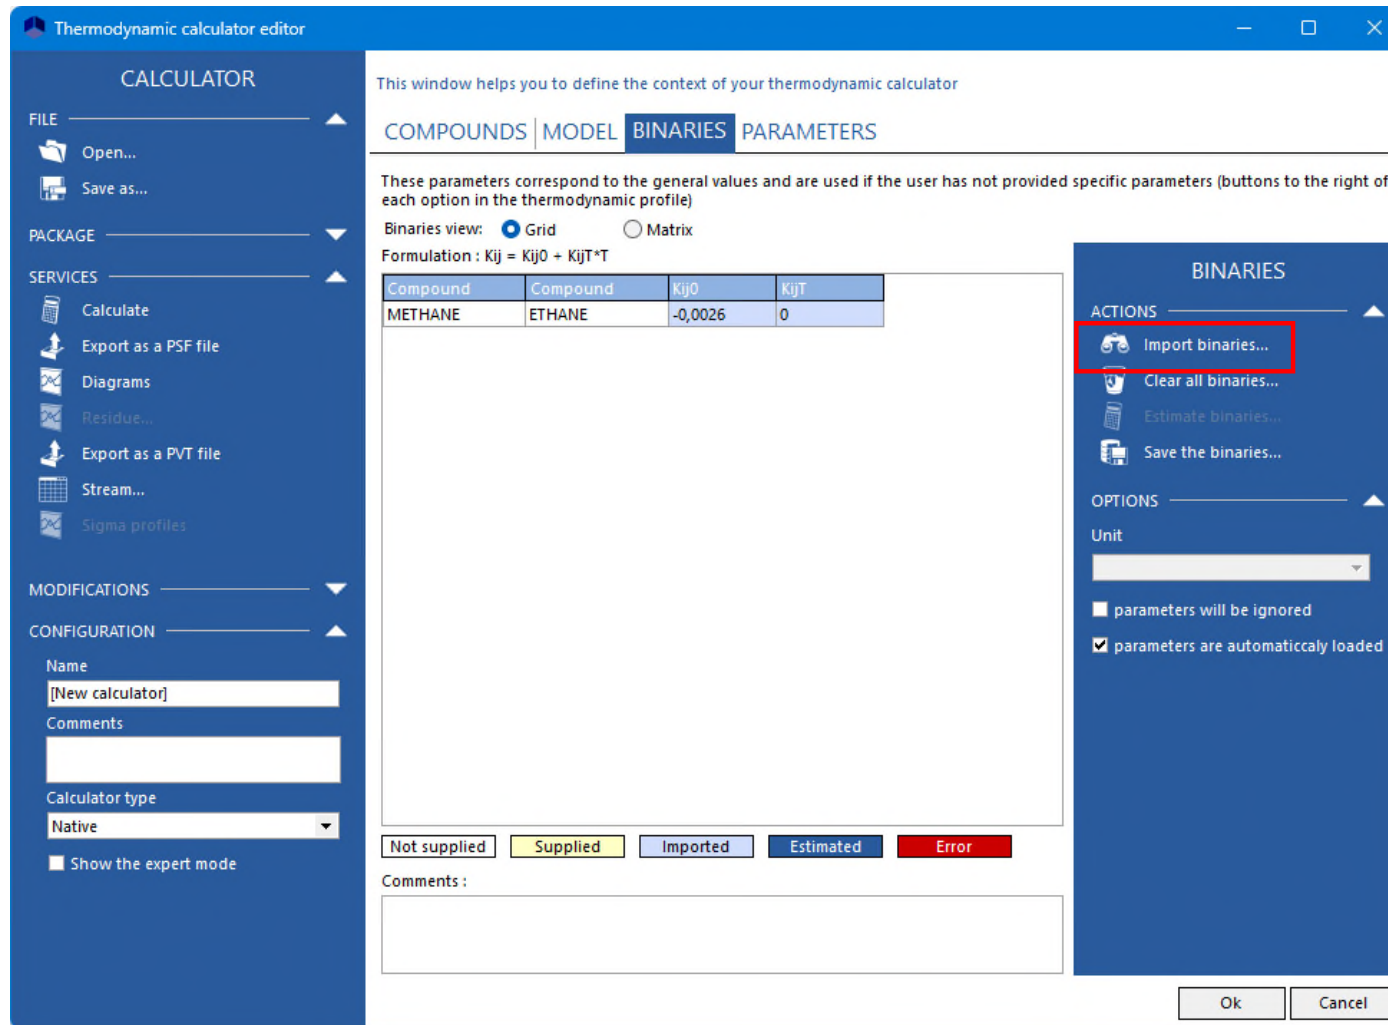 Thermodynamic calculator editor
CALCULATOR
FILE
Open...
Save as...
PACKAGE
SERVICES
Calculate
Export as a PSF file
Diagrams
Residue...
Export as a PVT file
Stream...
Sigma profiles
MODIFICATIONS
CONFIGURATION
Name
[New calculator]
Comments
Calculator type
Native
Show the expert mode
This window helps you to define the context of your thermodynamic calculator
COMPOUNDS MODEL BINARIES PARAMETERS
These parameters correspond to the general values and are used if the user has not provided specific parameters (buttons to the right of
each option in the thermodynamic profile)
Binaries view: Grid Matrix
Formulation : Kij = Kij0 + KijT*T
Compound Compound Kij0 KijT
METHANE ETHANE -0,0026 0
Not supplied Supplied Imported Estimated Error
Comments :
BINARIES
ACTIONS
Import binaries...
Clear all binaries...
Estimate binaries...
Save the binaries...
OPTIONS
Unit
parameters will be ignored
parameters are automaticcaly loaded
Ok Cancel